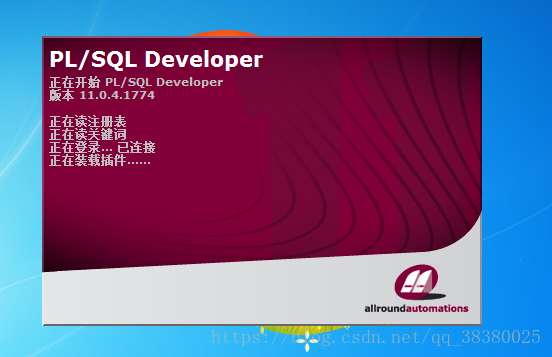 PL/SQL Developer
正在开始 PL/SQL Developer
版本 11.0.4.1774
正在读注册表
正在读关键词
正在登录... 已连接
正在装载插件......
allroundautomations
https://blog.csdn.net/qq_38380025